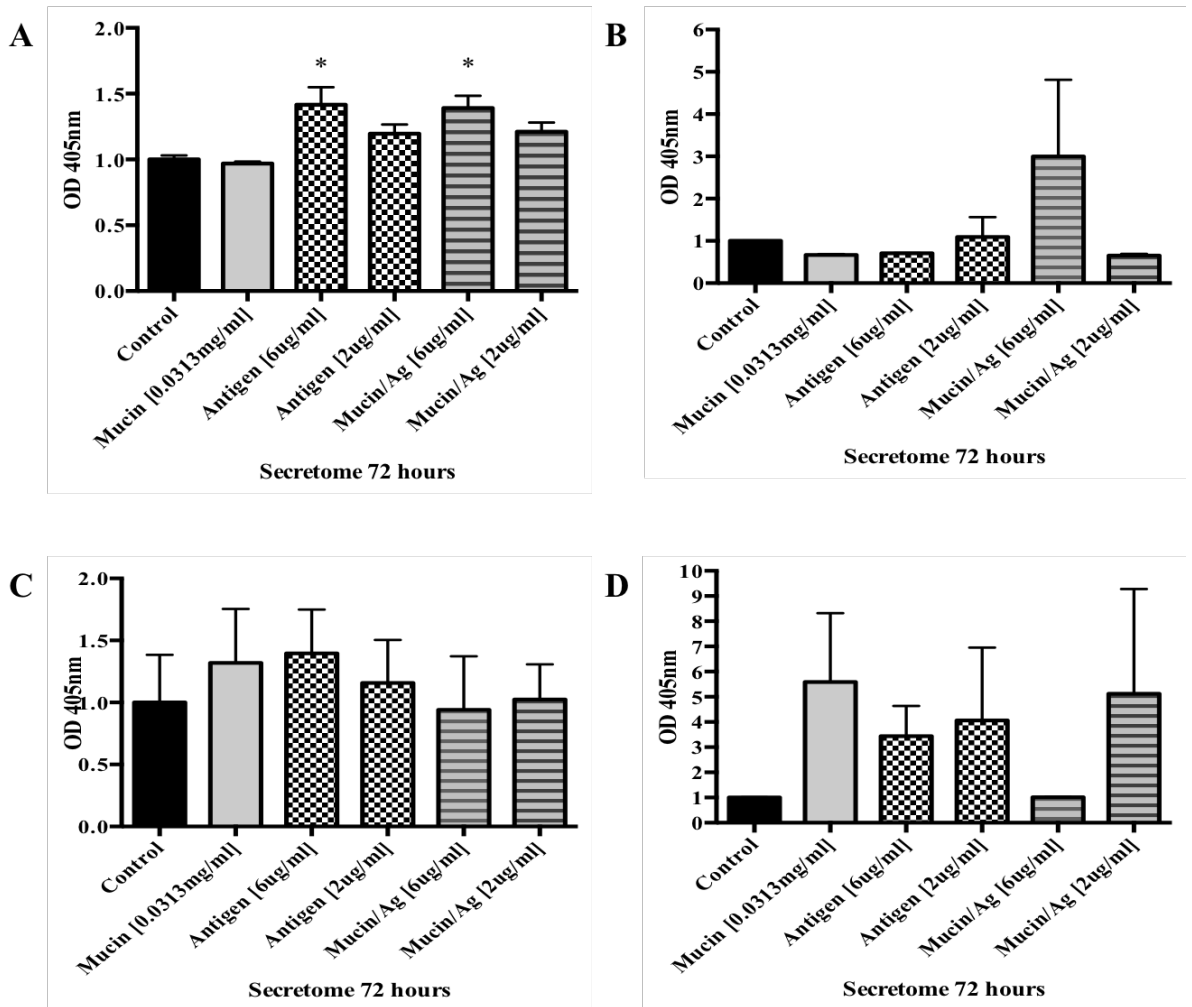 A
OD 405nm
2.0
1.5
1.0
0.5
0.0
*
*
Control
Mucin [0.0313mg/ml]
Antigen [6ug/ml]
Antigen [2ug/ml]
Mucin/Ag [6ug/ml]
Mucin/Ag [2ug/ml]
Secretome 72 hours
B
OD 405nm
6
5
4
3
2
1
0
Control
Mucin [0.0313mg/ml]
Antigen [6ug/ml]
Antigen [2ug/ml]
Mucin/Ag [6ug/ml]
Mucin/Ag [2ug/ml]
Secretome 72 hours
C
OD 405nm
2.0
1.5
1.0
0.5
0.0
Control
Mucin [0.0313mg/ml]
Antigen [6ug/ml]
Antigen [2ug/ml]
Mucin/Ag [6ug/ml]
Mucin/Ag [2ug/ml]
Secretome 72 hours
D
OD 405nm
10
9
8
7
6
5
4
3
2
1
0
Control
Mucin [0.0313mg/ml]
Antigen [6ug/ml]
Antigen [2ug/ml]
Mucin/Ag [6ug/ml]
Mucin/Ag [2ug/ml]
Secretome 72 hours